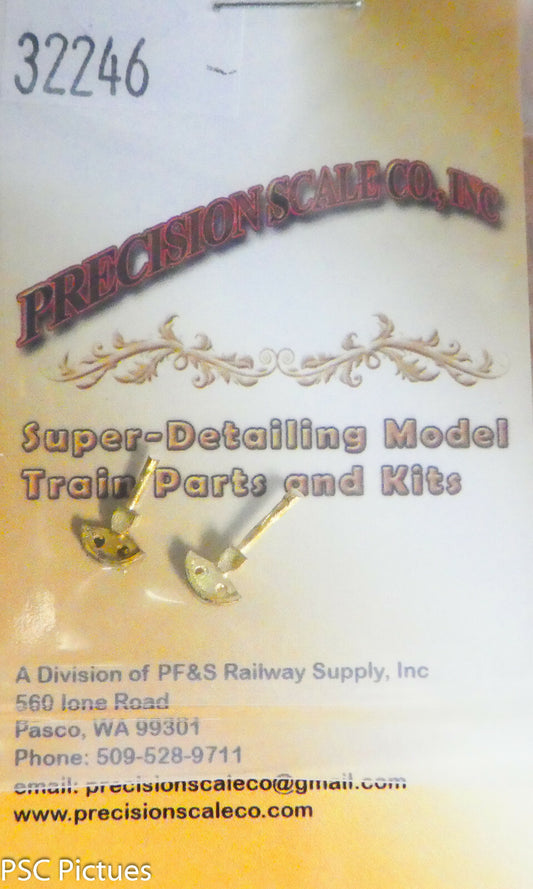 32246
PRECISION SCALE CO., INC
Super-Detailing Model
Train Parts and Kits
A Division of PF&S Railway Supply, Inc
560 Ione Road
Pasco, WA 99301
Phone: 509-528-9711
email: precisionscaleco@gmail.com
www.precisionscaleco.com
PSC Pictues